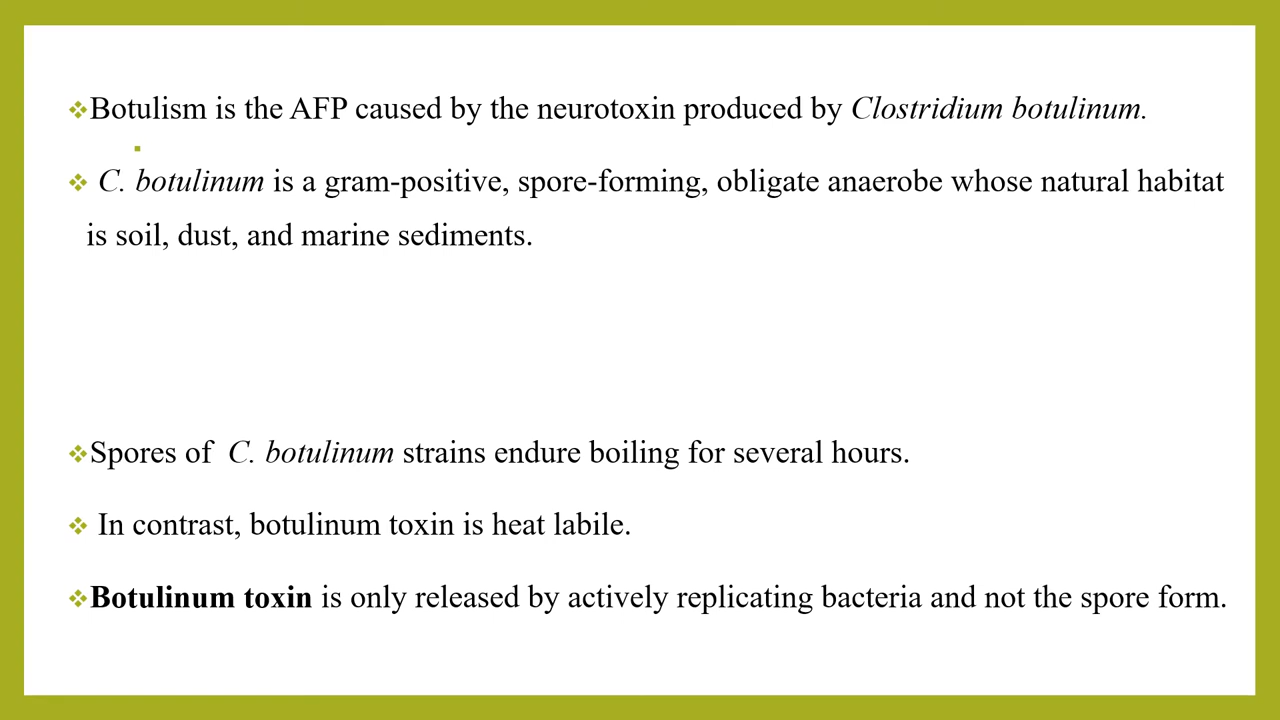 ❖Botulism is the AFP caused by the neurotoxin produced by Clostridium botulinum.
▪
❖ C. botulinum is a gram-positive, spore-forming, obligate anaerobe whose natural habitat
is soil, dust, and marine sediments.
❖Spores of C. botulinum strains endure boiling for several hours.
❖ In contrast, botulinum toxin is heat labile.
❖Botulinum toxin is only released by actively replicating bacteria and not the spore form.